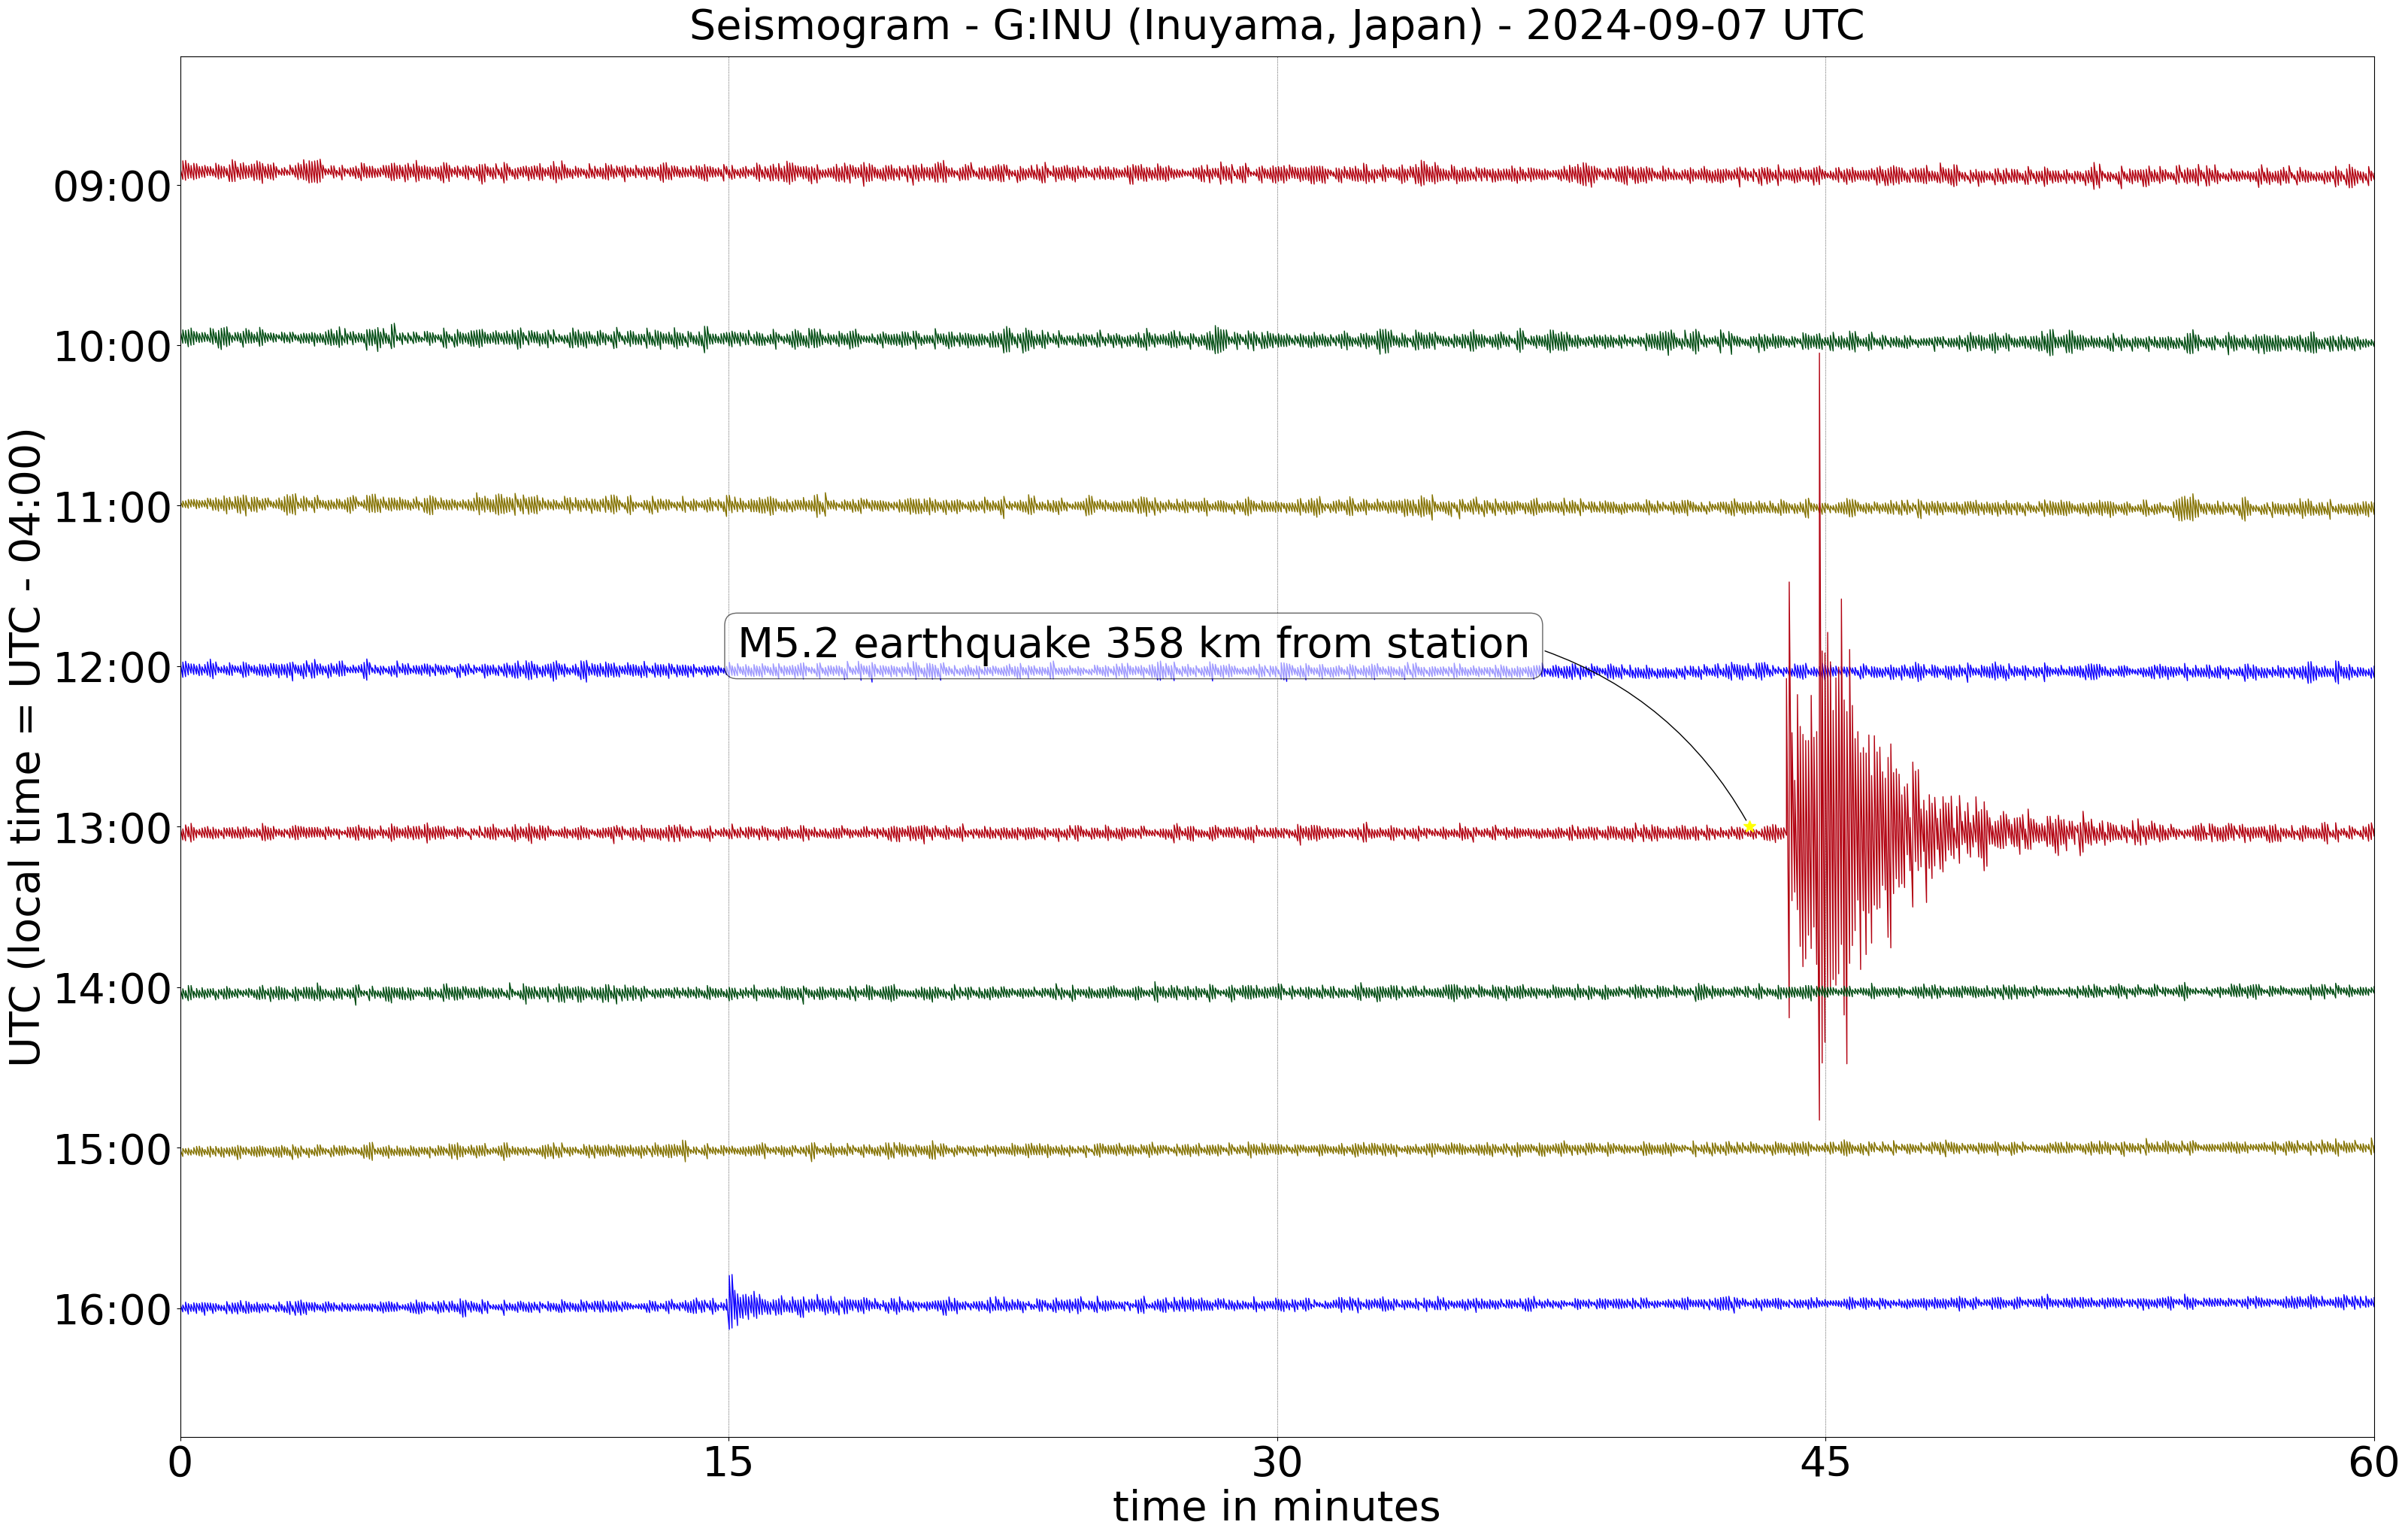 Seismogram - G:INU (Inuyama, Japan) - 2024-09-07 UTC
UTC (local time = UTC - 04:00)
09:00
10:00
11:00
M5.2 earthquake 358 km from station
12:00
13:00
14:00
15:00
16:00
0 15 30 45 60
time in minutes